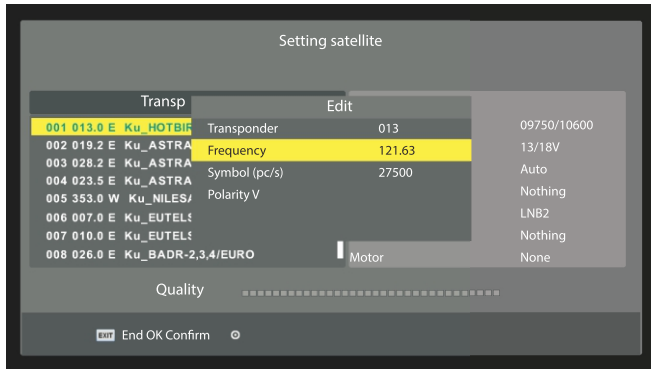 Setting satellite
Transp
Edit
001 013.0 E Ku_HOTBIR
002 019.2 E Ku_ASTRA
003 028.2 E Ku_ASTRA
004 023.5 E Ku_ASTRA
005 353.0 W Ku_NILESA
006 007.0 E Ku_EUTELS
007 010.0 E Ku_EUTELS
008 026.0 E Ku_BADR-2,3,4/EURO
Transponder 013
Frequency 121.63
Symbol (pc/s) 27500
Polarity V
09750/10600
13/18V
Auto
Nothing
LNB2
Nothing
Motor None
Quality
EXIT End OK Confirm